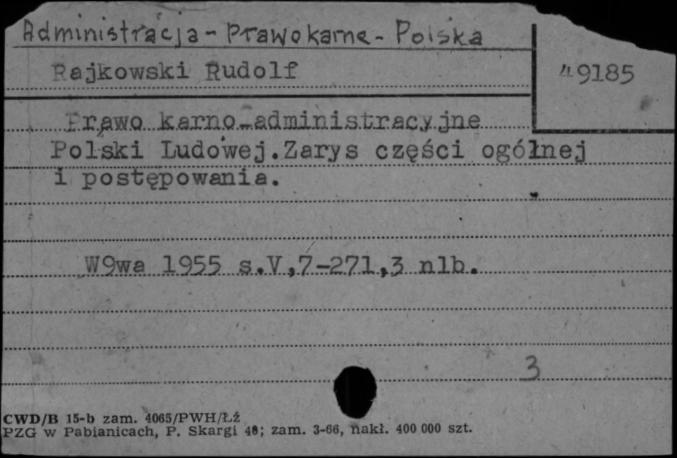 Administracja - Prawo karne - Polska
Rajkowski Rudolf
49185
Prawo karno-administracyjne
Polski Ludowej.Zarys części ogólnej
i postępowania.
W9wa 1955 s.V,7-271,3 nlb.
3
CWD/B 15-b zam. 4065/PWH/ŁŹ
PZG w Pabianicach, P. Skargi 40; zam. 3-66, nakł. 400 000 szt.